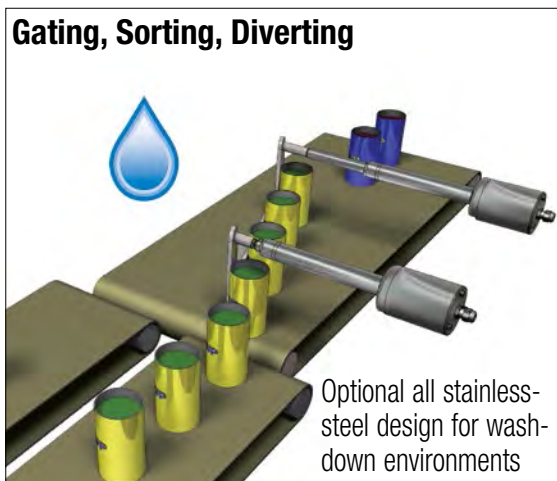 Gating, Sorting, Diverting
Optional all stainless-
steel design for wash-
down environments